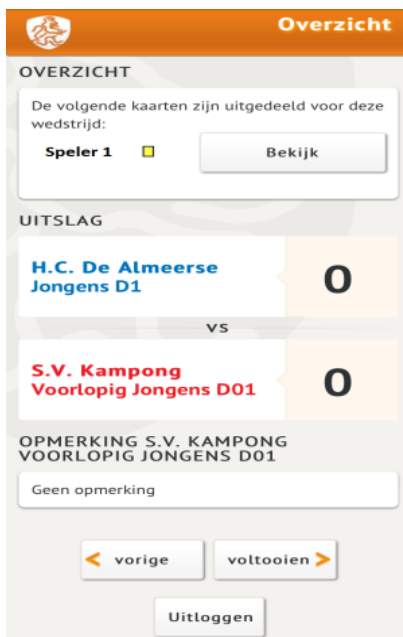 Overzicht
OVERZICHT
De volgende kaarten zijn uitgedeeld voor deze
wedstrijd:
Speler 1 Bekijk
UITSLAG
H.C. De Almeerse
Jongens D1
0
VS
S.V. Kampong
Voorlopig Jongens D01
0
OPMERKING S.V. KAMPONG
VOORLOPIG JONGENS D01
Geen opmerking
< vorige voltooien >
Uitloggen